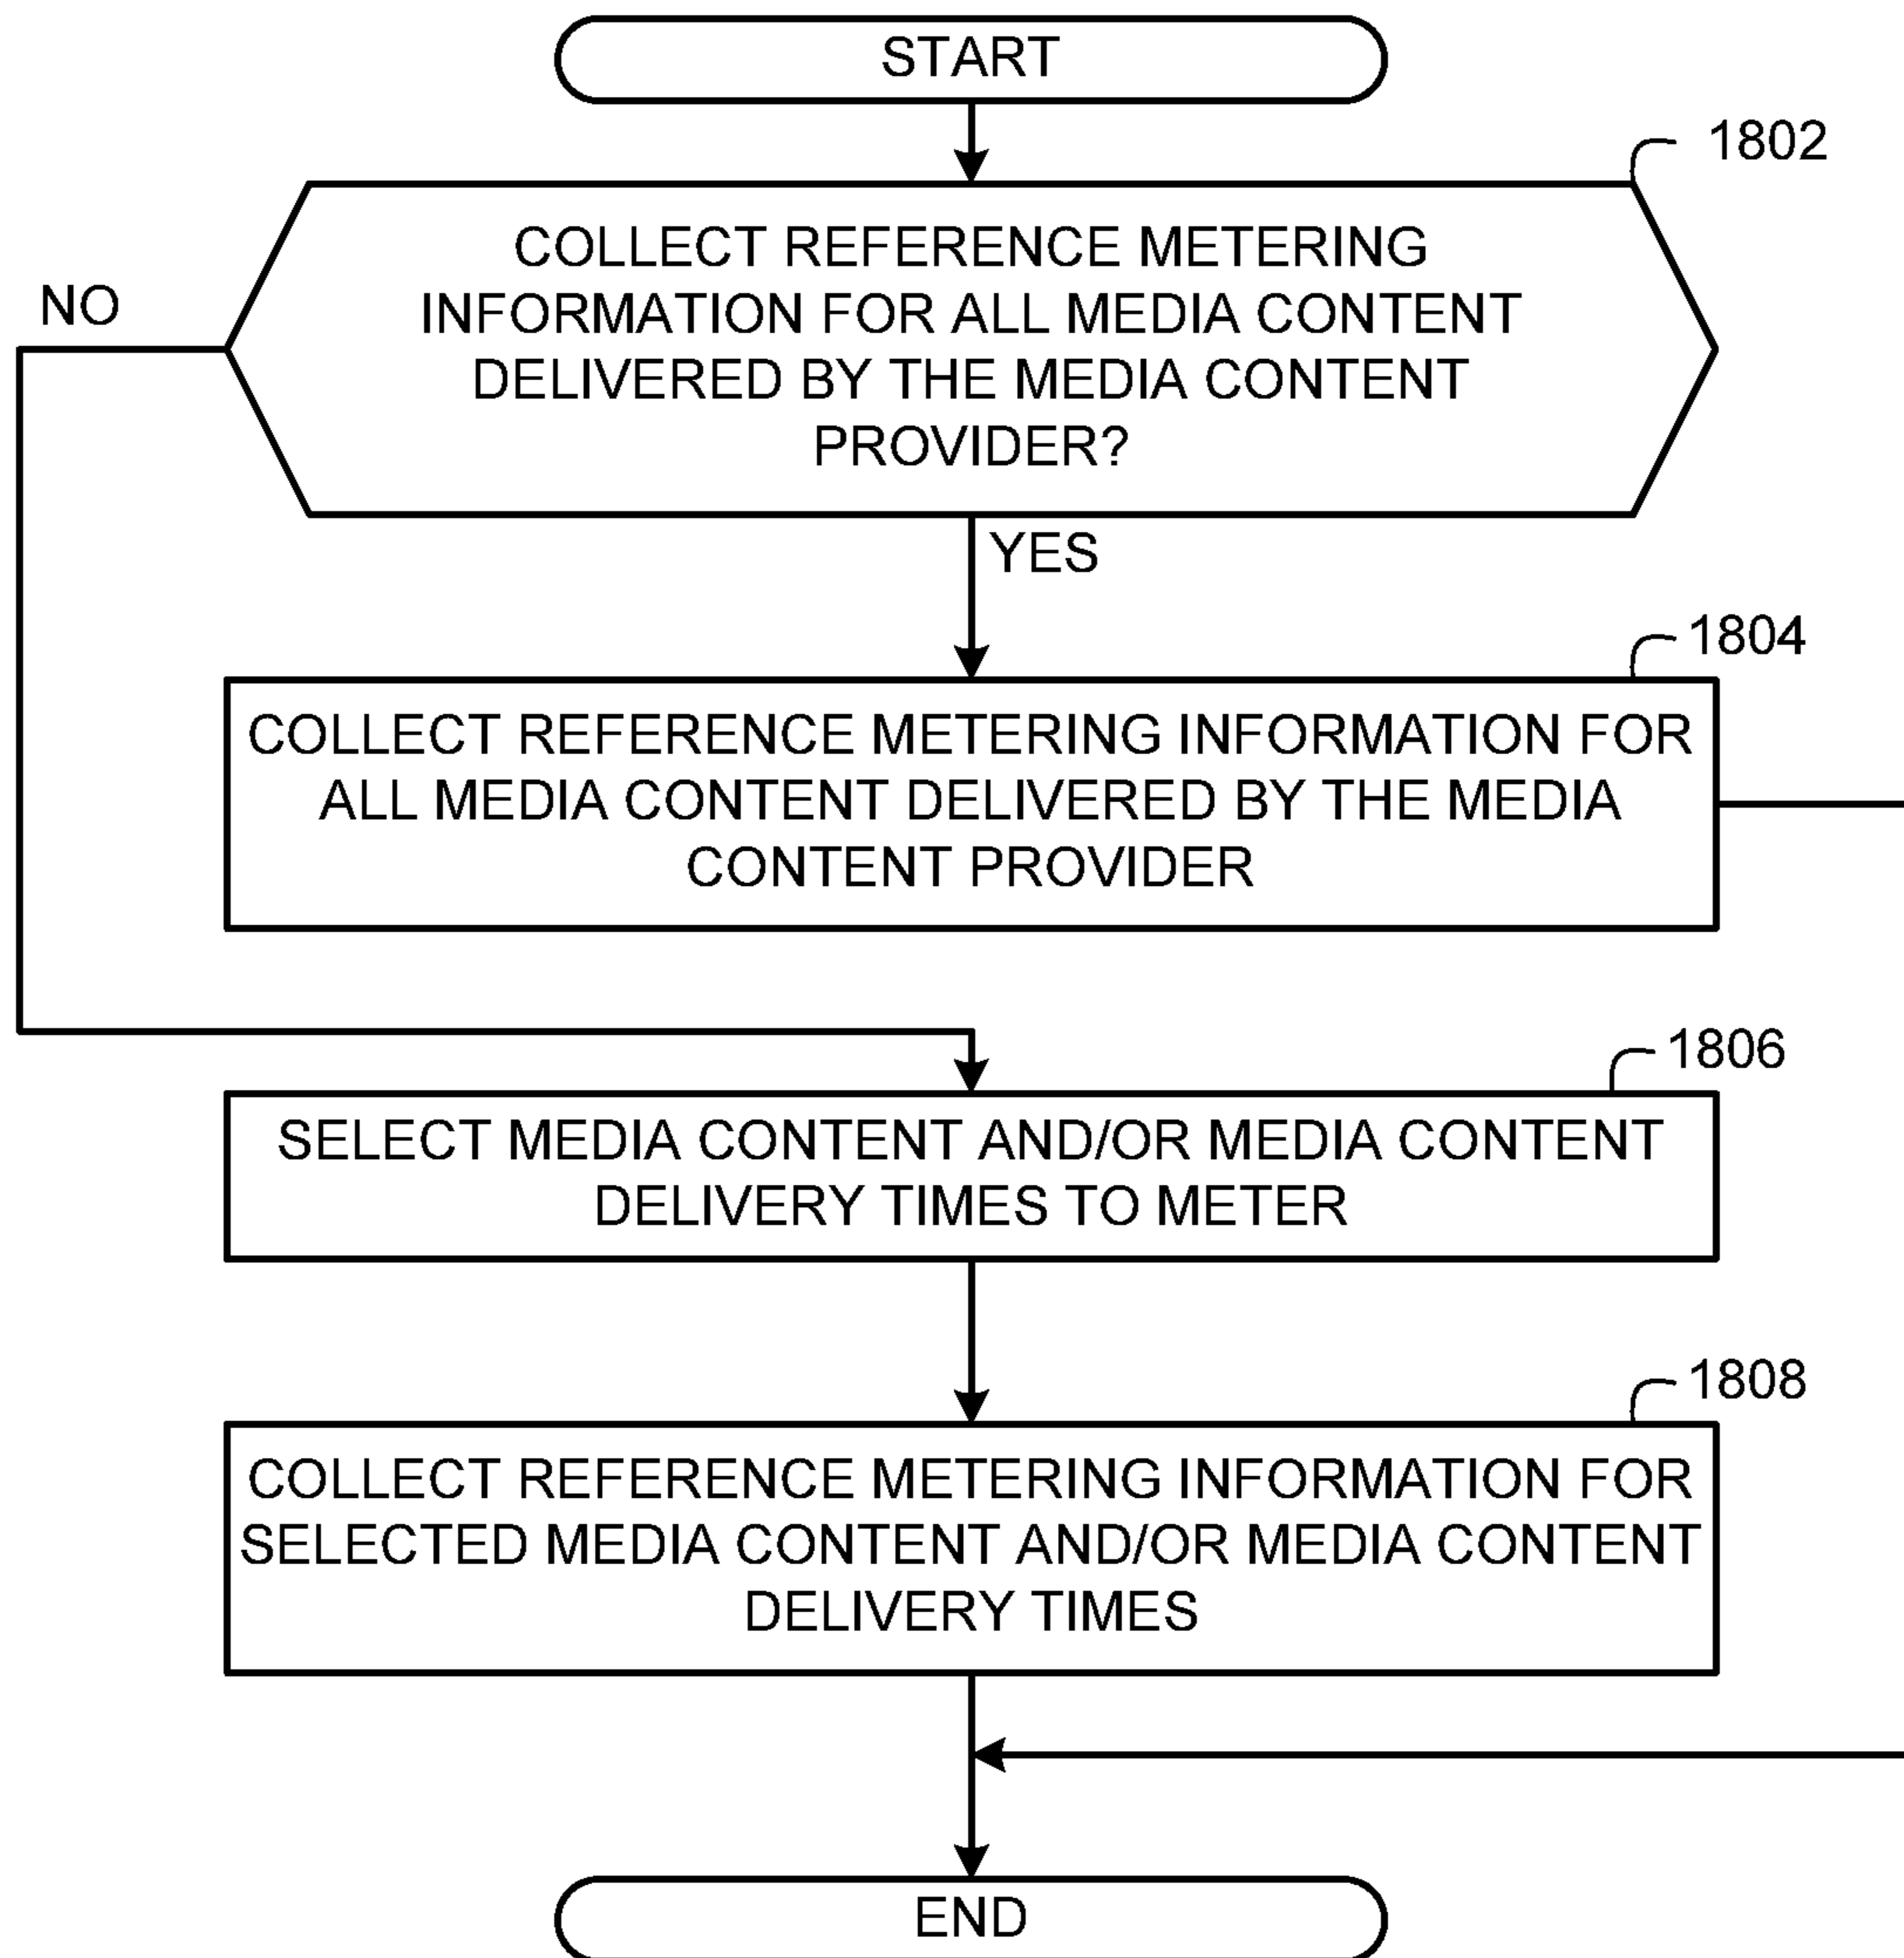 START
1802
COLLECT REFERENCE METERING
INFORMATION FOR ALL MEDIA CONTENT
DELIVERED BY THE MEDIA CONTENT
PROVIDER?
NO
YES
1804
COLLECT REFERENCE METERING INFORMATION FOR
ALL MEDIA CONTENT DELIVERED BY THE MEDIA
CONTENT PROVIDER
1806
SELECT MEDIA CONTENT AND/OR MEDIA CONTENT
DELIVERY TIMES TO METER
1808
COLLECT REFERENCE METERING INFORMATION FOR
SELECTED MEDIA CONTENT AND/OR MEDIA CONTENT
DELIVERY TIMES
END